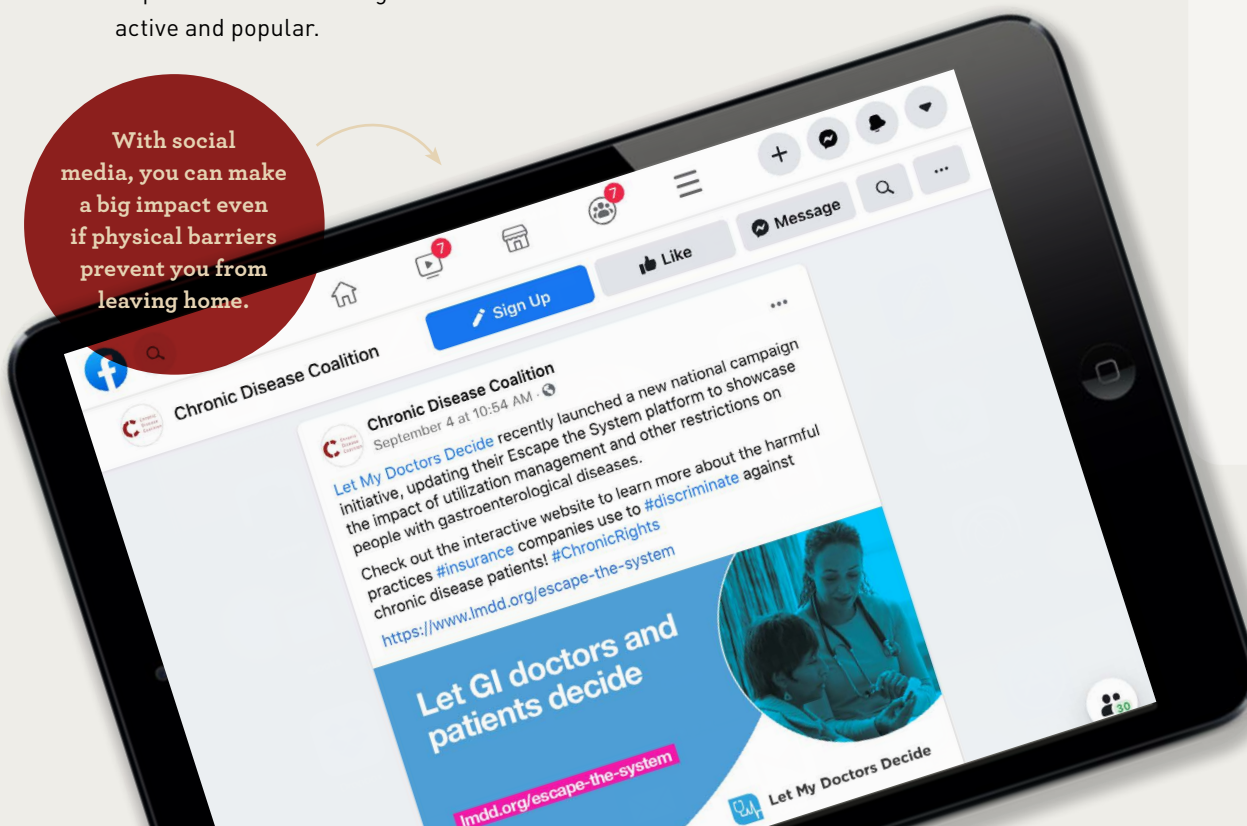 active and popular.
With social
media, you can make
a big impact even
if physical barriers
prevent you from
leaving home.
7
7
Sign Up
Like
Message
Chronic Disease Coalition
Chronic Disease Coalition
September 4 at 10:54 AM ·
Let My Doctors Decide recently launched a new national campaign
initiative, updating their Escape the System platform to showcase
the impact of utilization management and other restrictions on
people with gastroenterological diseases.
Check out the interactive website to learn more about the harmful
practices #insurance companies use to #discriminate against
chronic disease patients! #ChronicRights
https://www.lmdd.org/escape-the-system
Let GI doctors and
patients decide
lmdd.org/escape-the-system
Let My Doctors Decide
30